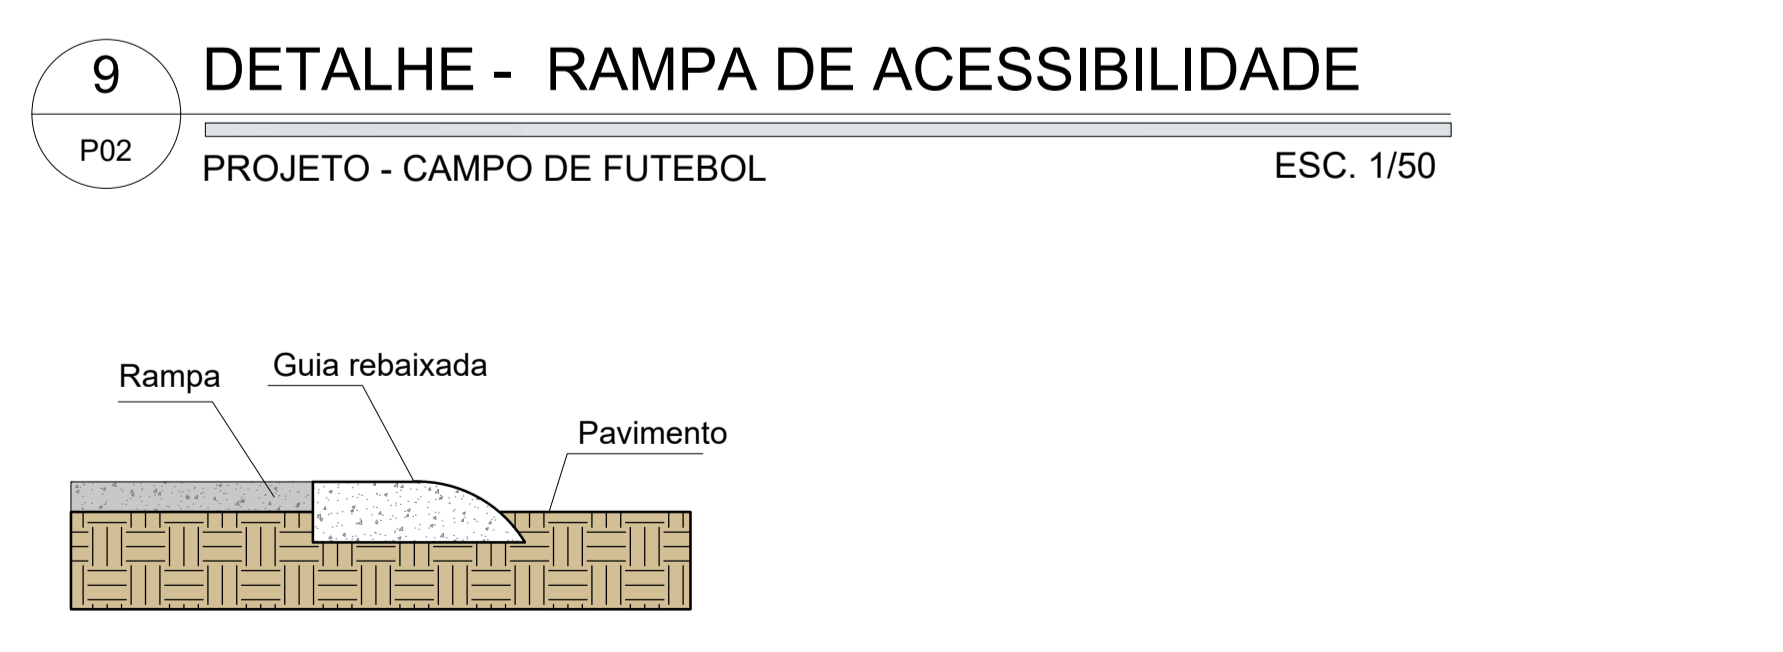 9
DETALHE - RAMPA DE ACESSIBILIDADE
P02
PROJETO - CAMPO DE FUTEBOL
ESC. 1/50
Rampa
Guia rebaixada
Pavimento